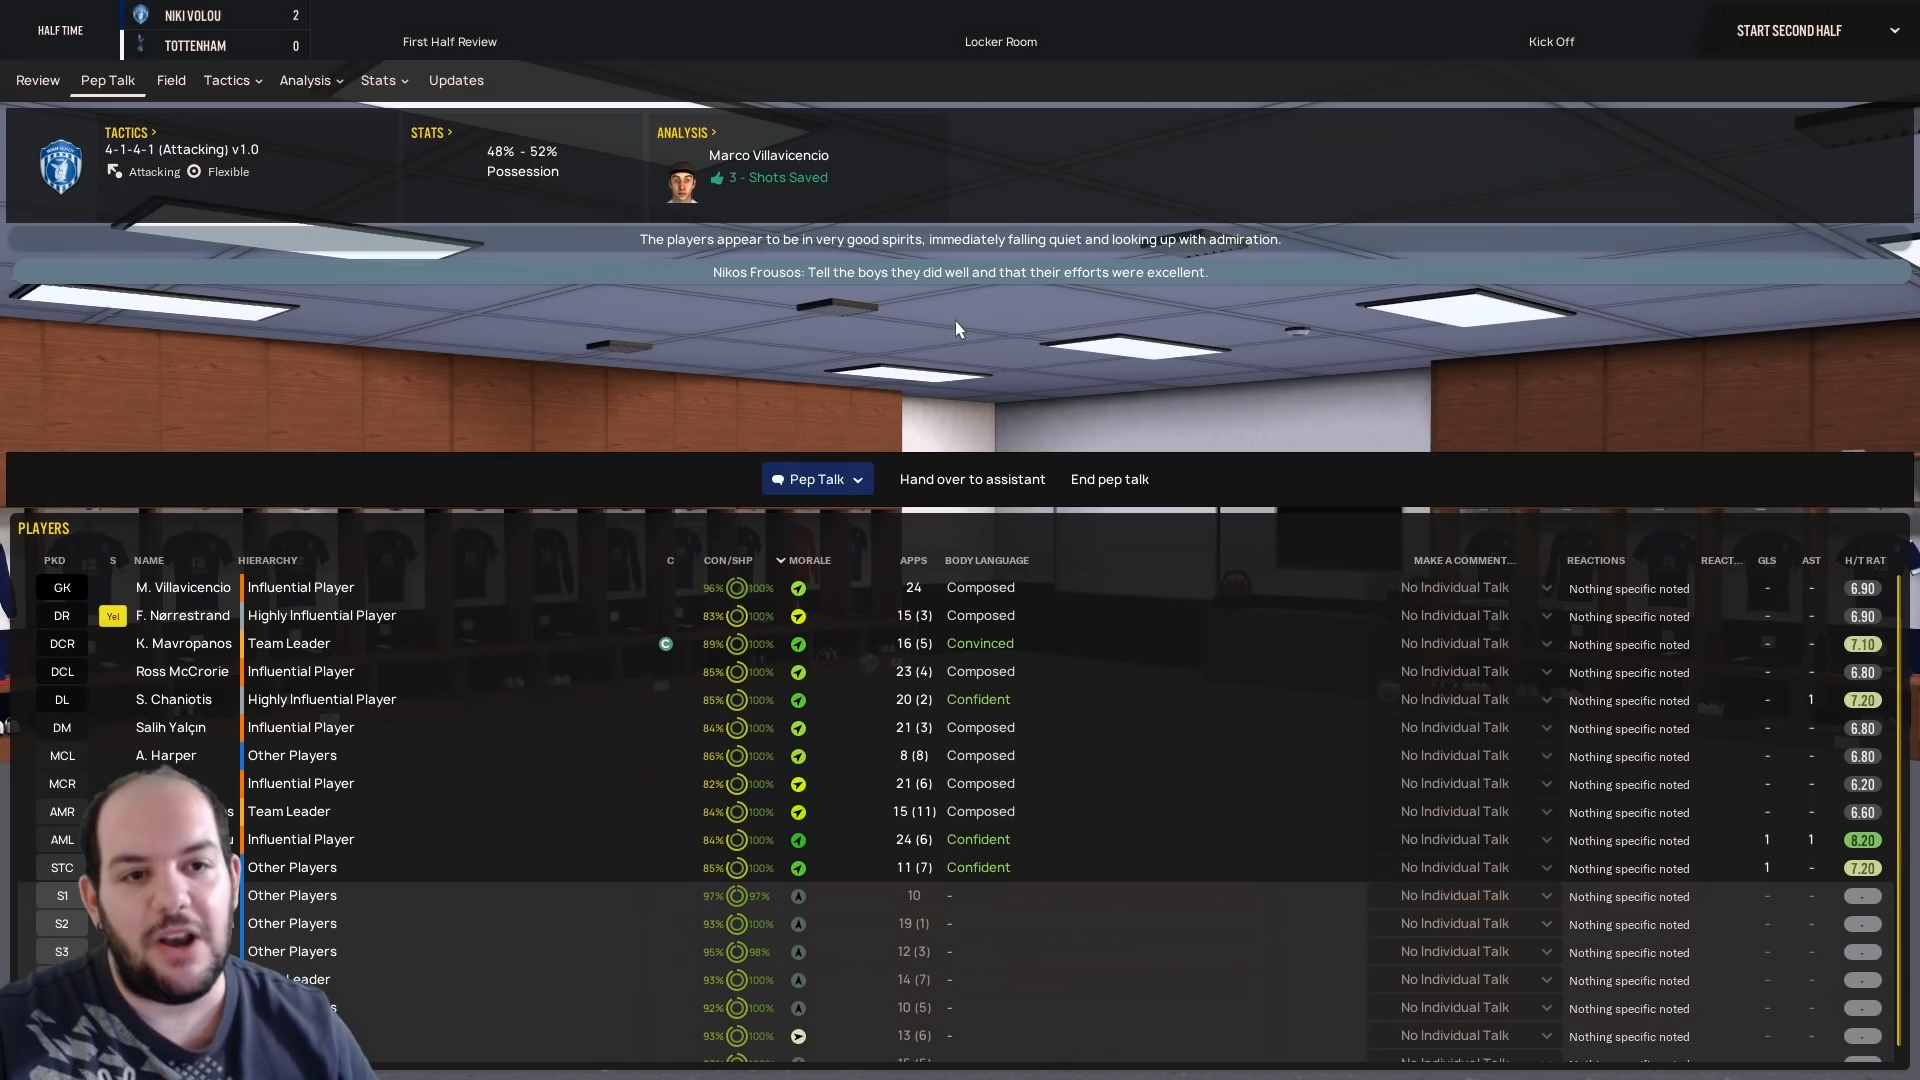 HALF TIME
NIKI VOLOU 2
TOTTENHAM 0
First Half Review Locker Room Kick Off
START SECOND HALF
Review Pep Talk Field Tactics Analysis Stats Updates
TACTICS >
4-1-4-1 (Attacking) v1.0
Attacking Flexible
STATS >
48% - 52%
Possession
ANALYSIS >
Marco Villavicencio
3 - Shots Saved
The players appear to be in very good spirits, immediately falling quiet and looking up with admiration.
Nikos Frousos: Tell the boys they did well and that their efforts were excellent.
Pep Talk Hand over to assistant End pep talk
PLAYERS
PKD S NAME HIERARCHY C CON/SHP MORALE APPS BODY LANGUAGE MAKE A COMMENT... REACTIONS REACT... GLS AST H/T RAT
GK M. Villavicencio Influential Player 96% 100% 24 Composed No Individual Talk Nothing specific noted - - 6.90
DR Yel F. Nørrestrand Highly Influential Player 83% 100% 15 (3) Composed No Individual Talk Nothing specific noted - - 6.90
DCR K. Mavropanos Team Leader C 89% 100% 16 (5) Convinced No Individual Talk Nothing specific noted - - 7.10
DCL Ross McCrorie Influential Player 85% 100% 23 (4) Composed No Individual Talk Nothing specific noted - - 6.80
DL S. Chaniotis Highly Influential Player 85% 100% 20 (2) Confident No Individual Talk Nothing specific noted - 1 7.20
DM Salih Yalçın Influential Player 84% 100% 21 (3) Composed No Individual Talk Nothing specific noted - - 6.80
MCL A. Harper Other Players 86% 100% 8 (8) Composed No Individual Talk Nothing specific noted - - 6.80
MCR Influential Player 82% 100% 21 (6) Composed No Individual Talk Nothing specific noted - - 6.20
AMR s Team Leader 84% 100% 15 (11) Composed No Individual Talk Nothing specific noted - - 6.60
AML Influential Player 84% 100% 24 (6) Confident No Individual Talk Nothing specific noted 1 1 8.20
STC Other Players 85% 100% 11 (7) Confident No Individual Talk Nothing specific noted 1 - 7.20
S1 Other Players 97% 97% 10 - No Individual Talk Nothing specific noted - - -
S2 Other Players 93% 100% 19 (1) - No Individual Talk Nothing specific noted - - -
S3 Other Players 95% 98% 12 (3) - No Individual Talk Nothing specific noted - - -
Leader 93% 100% 14 (7) - No Individual Talk Nothing specific noted - - -
s 92% 100% 10 (5) - No Individual Talk Nothing specific noted - - -
93% 100% 13 (6) - No Individual Talk Nothing specific noted - - -